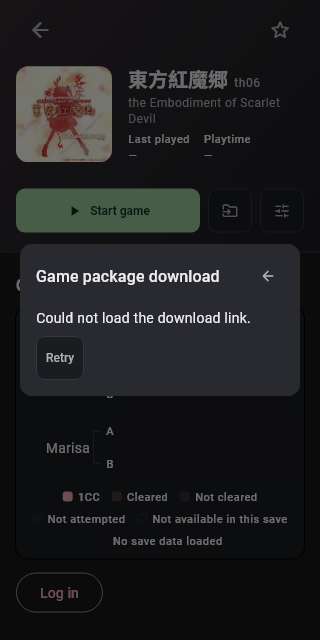 東方紅魔郷 th06
the Embodiment of Scarlet
Devil
Last played Playtime
— —
Start game
Game package download
Could not load the download link.
Retry
A
Marisa
B
1CC Cleared Not cleared
Not attempted Not available in this save
No save data loaded
Log in